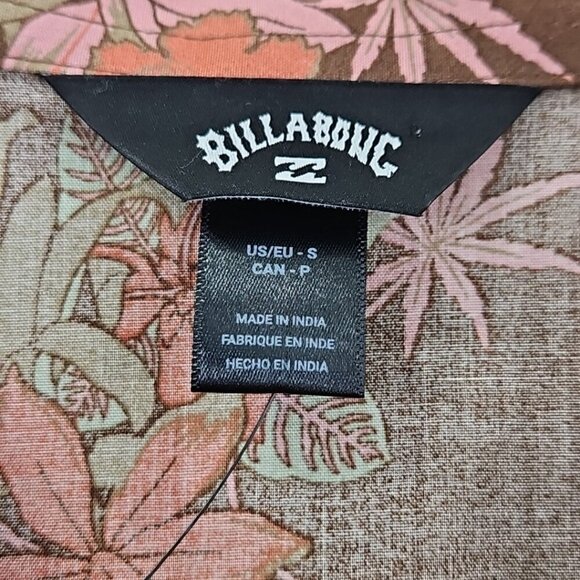 BILLABONG
US/EU - S
CAN - P
MADE IN INDIA
FABRIQUE EN INDE
HECHO EN INDIA